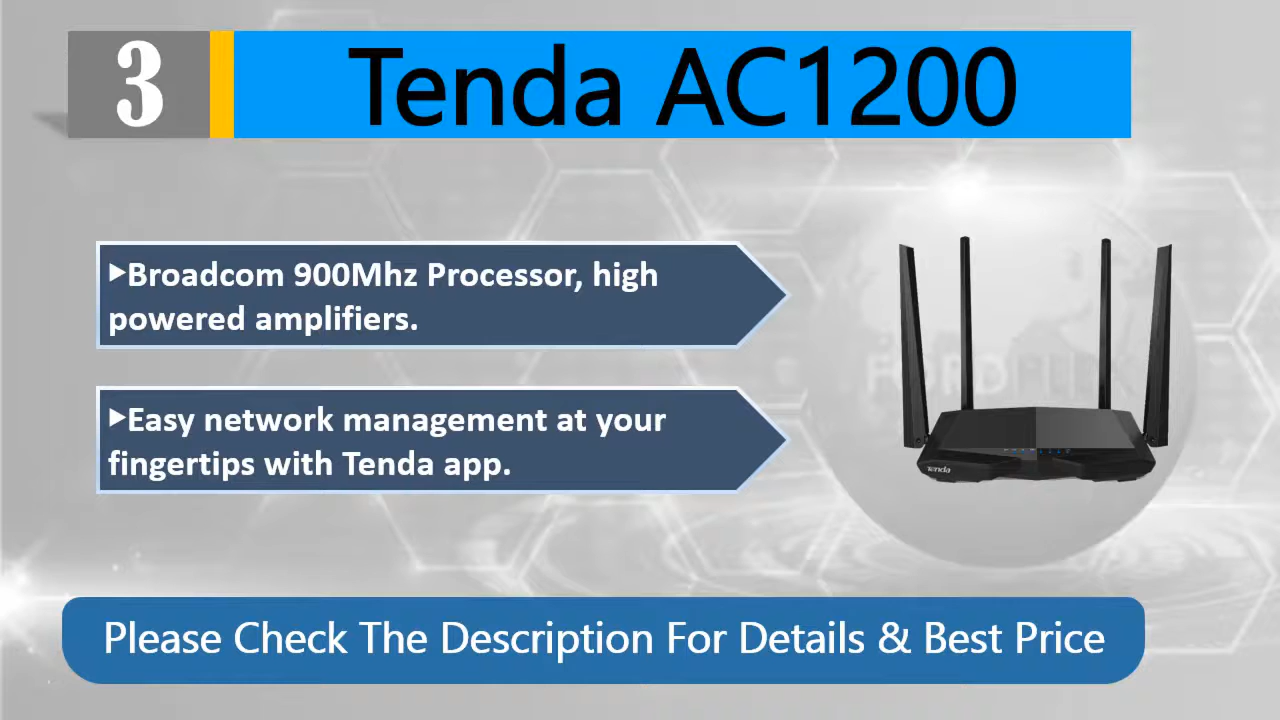 3
Tenda AC1200
▶Broadcom 900Mhz Processor, high
powered amplifiers.
▶Easy network management at your
fingertips with Tenda app.
Tenda
Please Check The Description For Details & Best Price